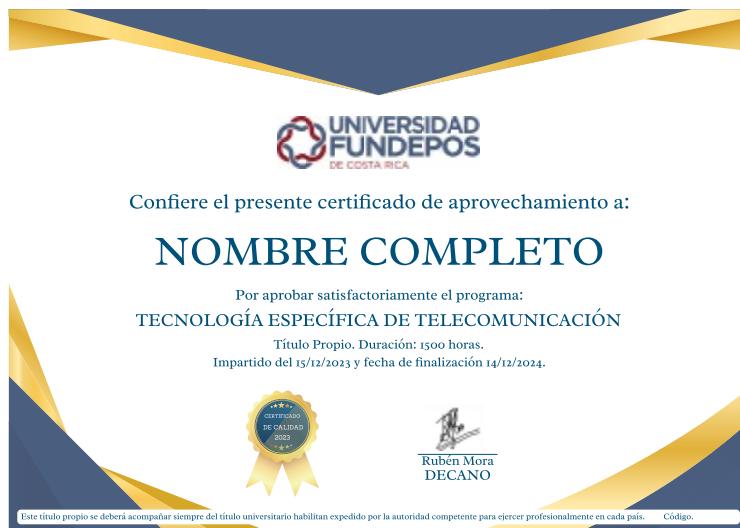 UNIVERSIDAD
FUNDEPOS
DE COSTA RICA
Confiere el presente certificado de aprovechamiento a:
NOMBRE COMPLETO
Por aprobar satisfactoriamente el programa:
TECNOLOGÍA ESPECÍFICA DE TELECOMUNICACIÓN
Título Propio. Duración: 1500 horas.
Impartido del 15/12/2023 y fecha de finalización 14/12/2024.
CERTIFICADO
DE CALIDAD
2023
Rubén Mora
DECANO
Este título propio se deberá acompañar siempre del título universitario habilitan expedido por la autoridad competente para ejercer profesionalmente en cada país. Código.